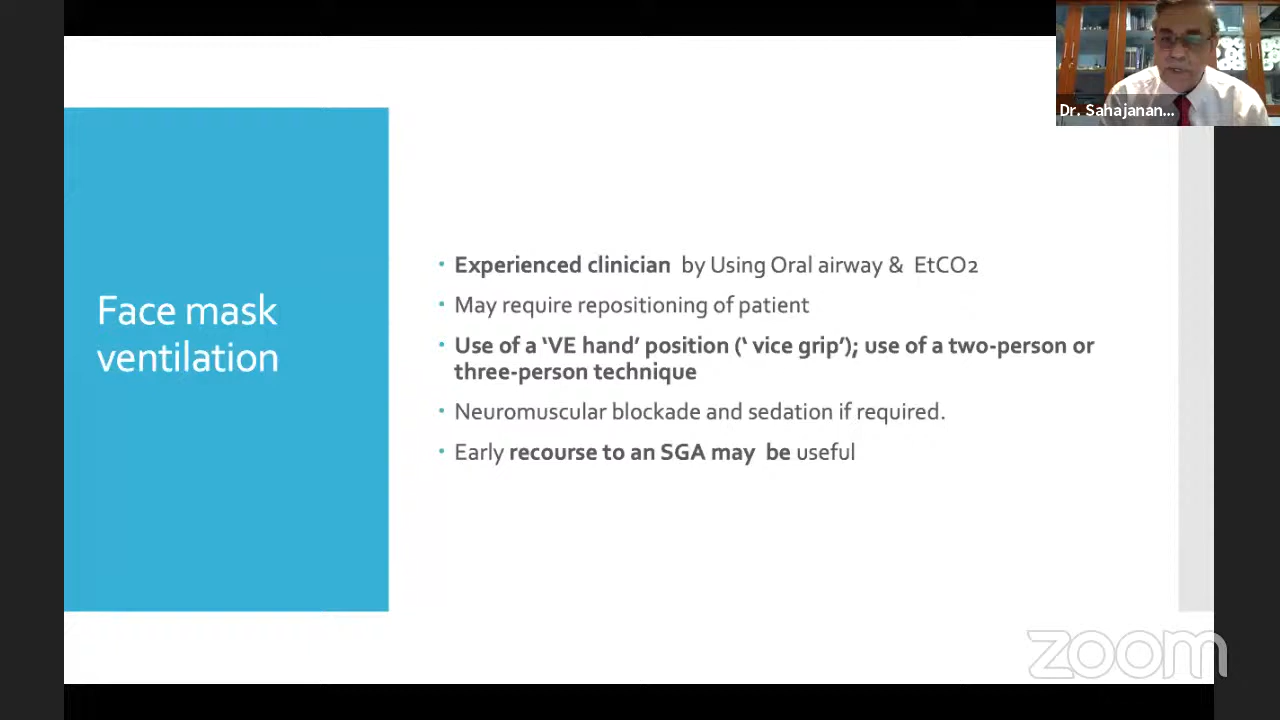 Dr. Sahajanan...
Face mask
ventilation
• Experienced clinician by Using Oral airway & EtCO2
• May require repositioning of patient
• Use of a ‘VE hand’ position (‘ vice grip’); use of a two-person or
three-person technique
• Neuromuscular blockade and sedation if required.
• Early recourse to an SGA may be useful
zoom